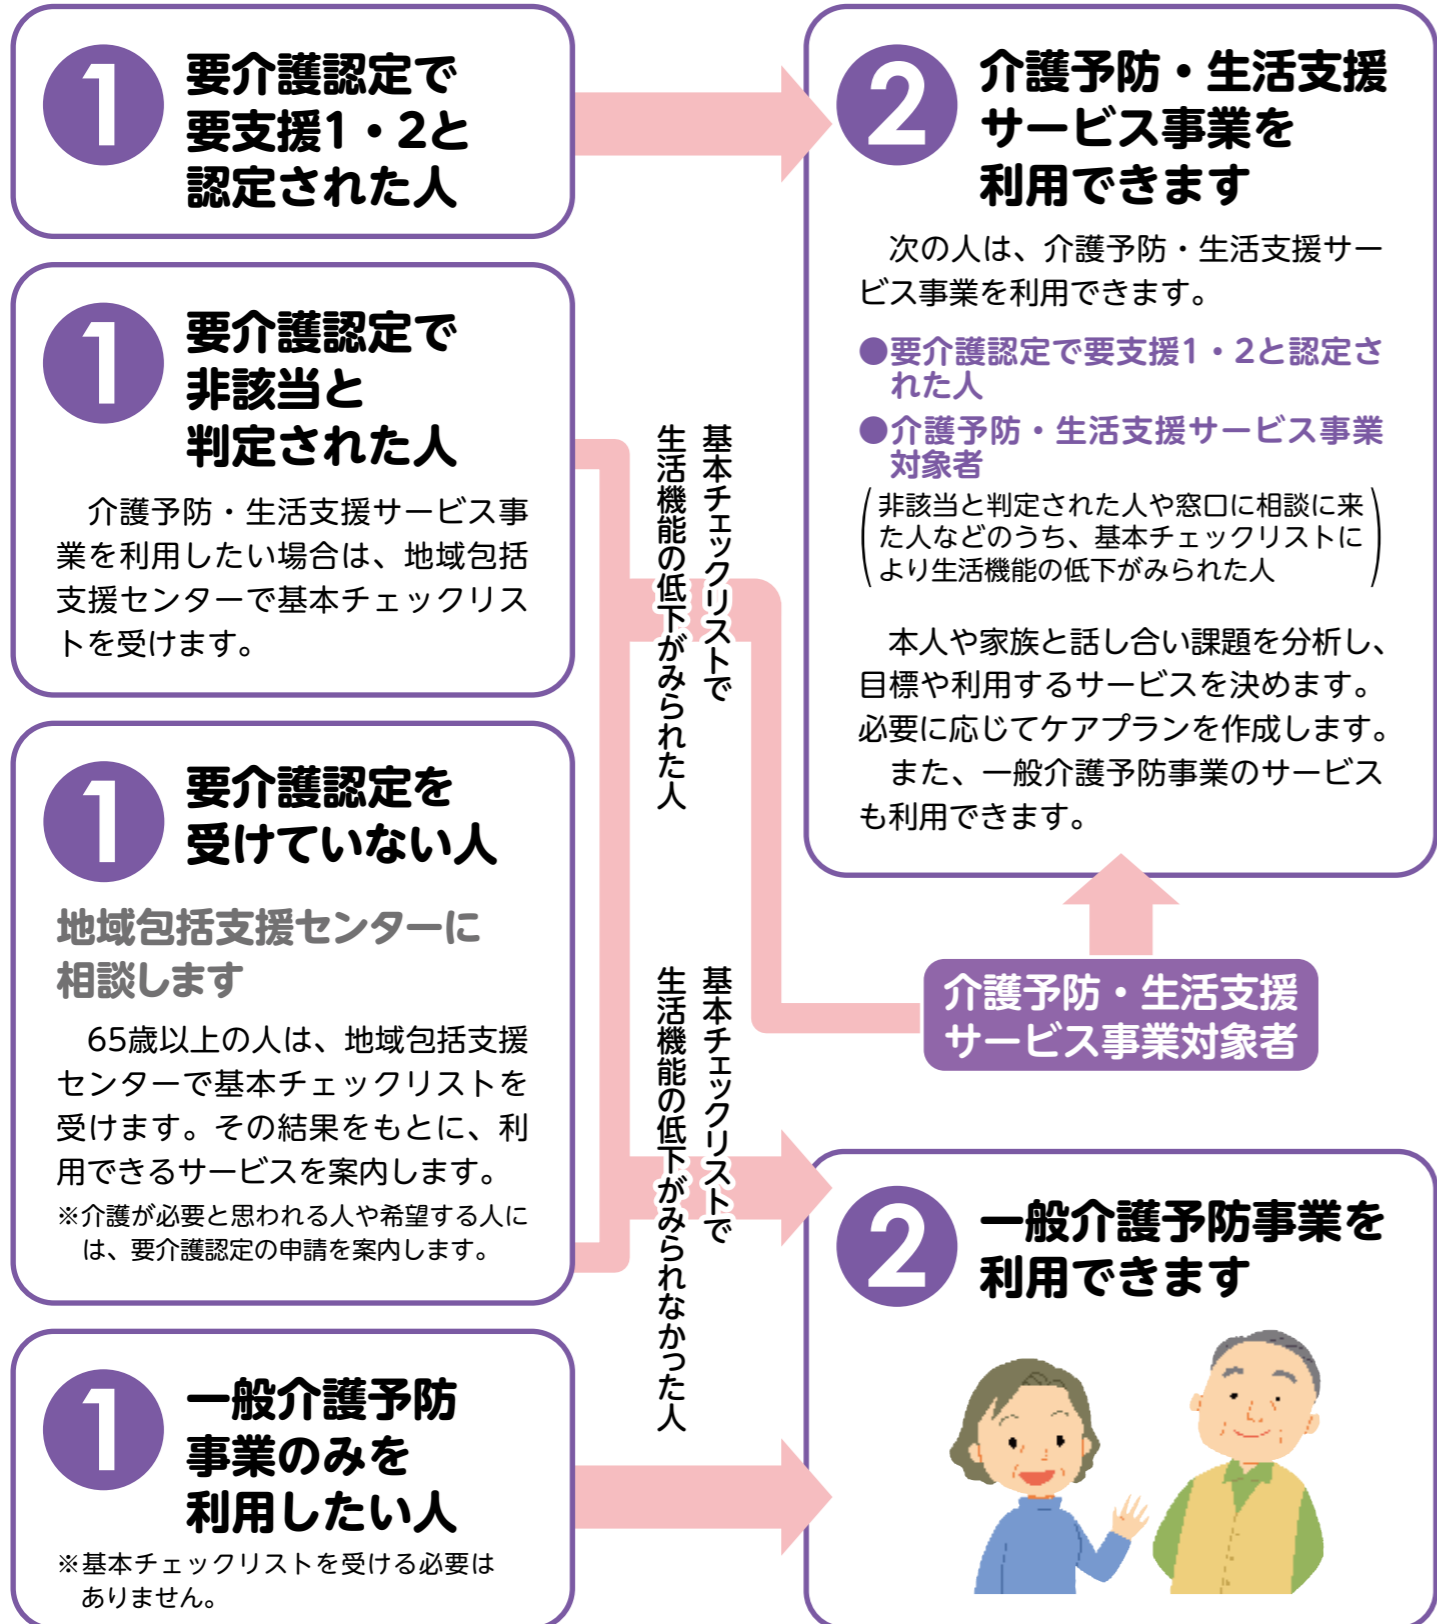 1
要介護認定で
要支援1・2と
認定された人
1
要介護認定で
非該当と
判定された人
介護予防・生活支援サービス事
業を利用したい場合は、地域包括
支援センターで基本チェックリス
トを受けます。
1
要介護認定を
受けていない人
地域包括支援センターに
相談します
65歳以上の人は、地域包括支援
センターで基本チェックリストを
受けます。その結果をもとに、利
用できるサービスを案内します。
※介護が必要と思われる人や希望する人に
は、要介護認定の申請を案内します。
1
一般介護予防
事業のみを
利用したい人
※基本チェックリストを受ける必要は
ありません。
基本チェックリストで
生活機能の低下がみられた人
基本チェックリストで
生活機能の低下がみられなかった人
2
介護予防・生活支援
サービス事業を
利用できます
次の人は、介護予防・生活支援サー
ビス事業を利用できます。
●要介護認定で要支援1・2と認定さ
れた人
●介護予防・生活支援サービス事業
対象者
(非該当と判定された人や窓口に相談に来
た人などのうち、基本チェックリストに
より生活機能の低下がみられた人)
本人や家族と話し合い課題を分析し、
目標や利用するサービスを決めます。
必要に応じてケアプランを作成します。
また、一般介護予防事業のサービス
も利用できます。
介護予防・生活支援
サービス事業対象者
2
一般介護予防事業を
利用できます